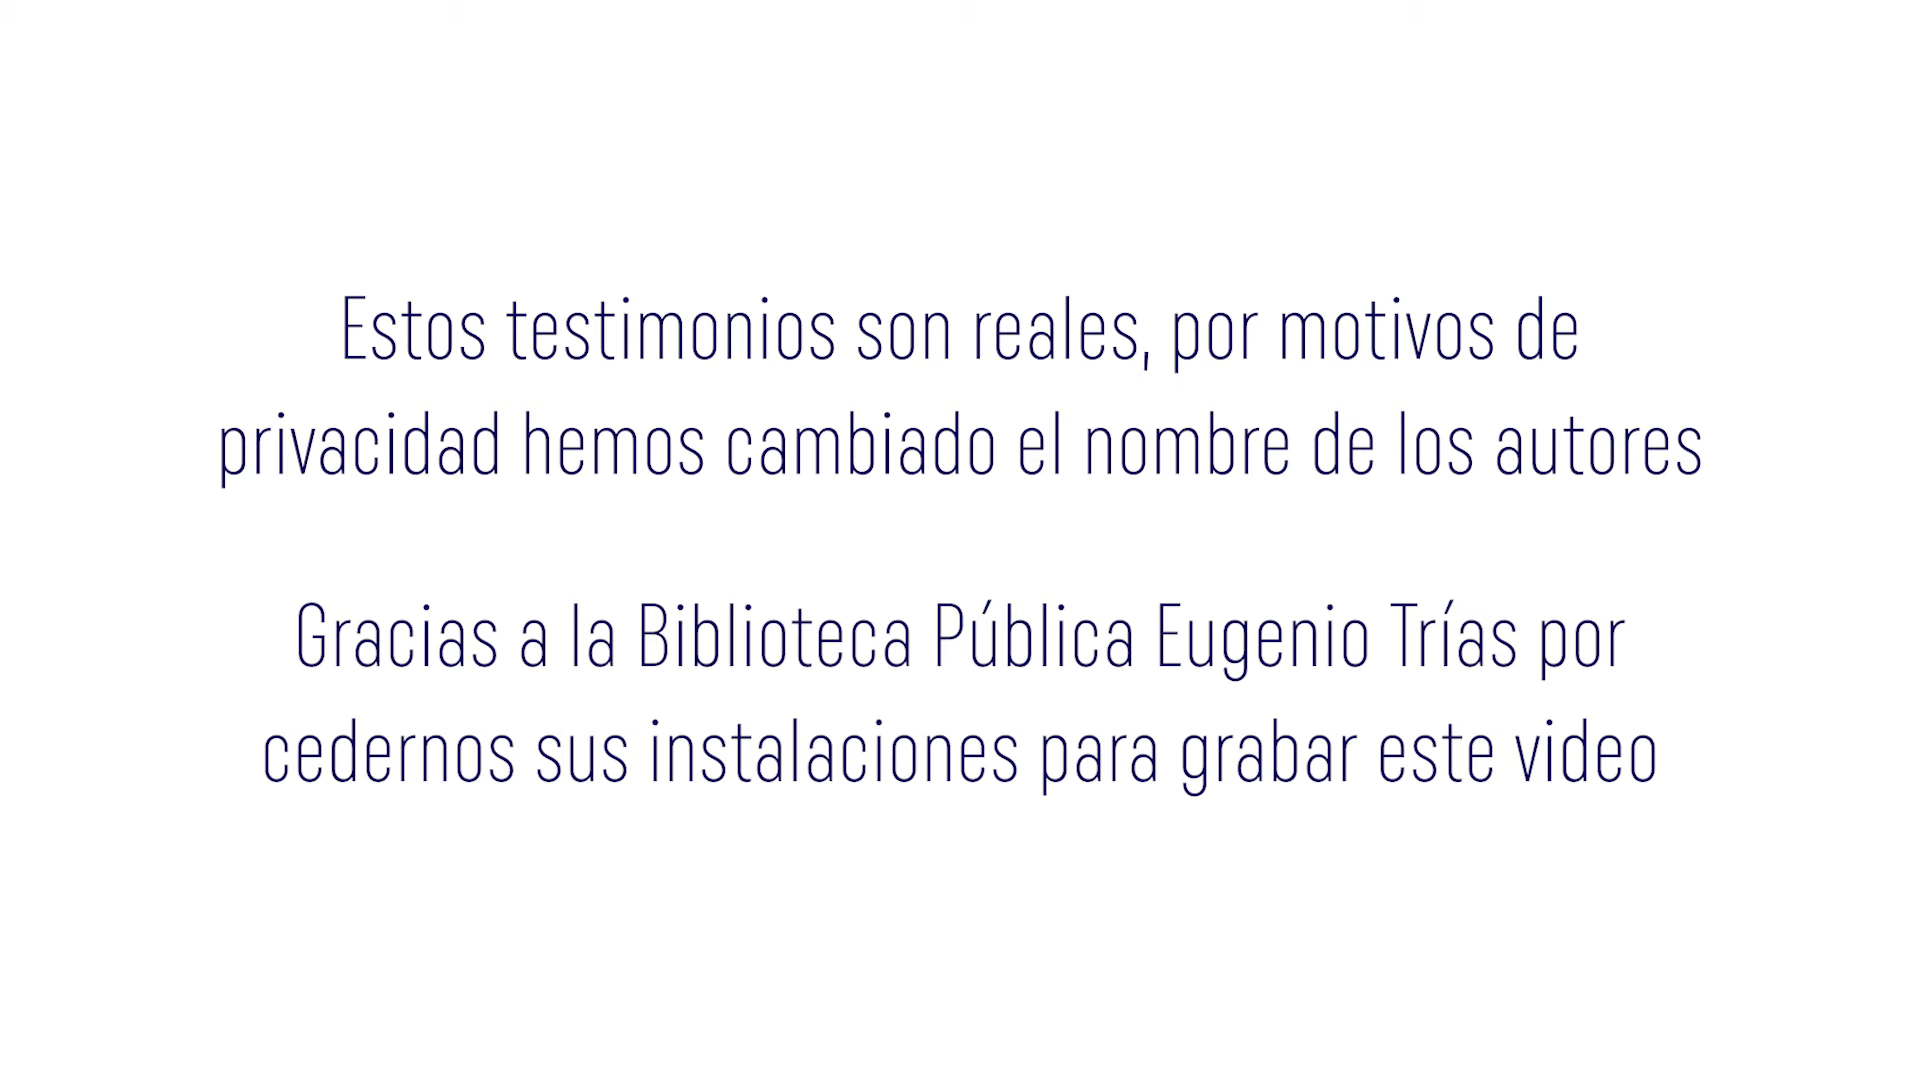 Estos testimonios son reales, por motivos de
privacidad hemos cambiado el nombre de los autores
Gracias a la Biblioteca Pública Eugenio Trías por
cedernos sus instalaciones para grabar este video